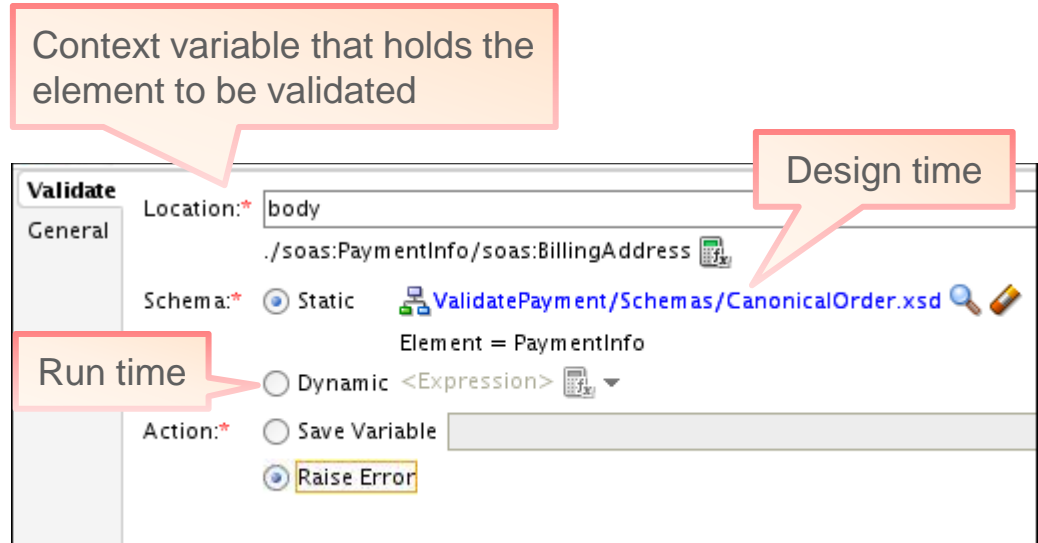 Context variable that holds the
element to be validated
Design time
Validate
General
Location:* body
./soas:PaymentInfo/soas:BillingAddress
Schema:* Static ValidatePayment/Schemas/CanonicalOrder.xsd
Element = PaymentInfo
Run time
Dynamic <Expression>
Action:* Save Variable
Raise Error